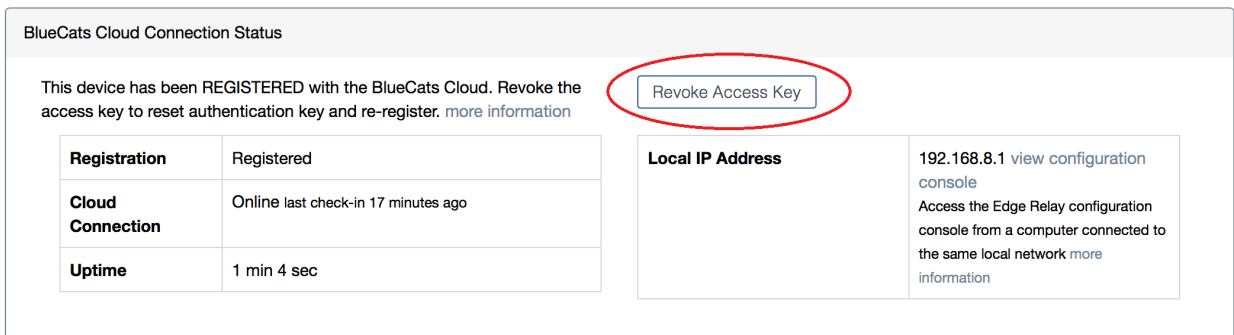 BlueCats Cloud Connection Status
This device has been REGISTERED with the BlueCats Cloud. Revoke the
access key to reset authentication key and re-register. more information
Revoke Access Key
Registration Registered
Cloud Connection Online last check-in 17 minutes ago
Uptime 1 min 4 sec
Local IP Address 192.168.8.1 view configuration
console
Access the Edge Relay configuration
console from a computer connected to
the same local network more
information